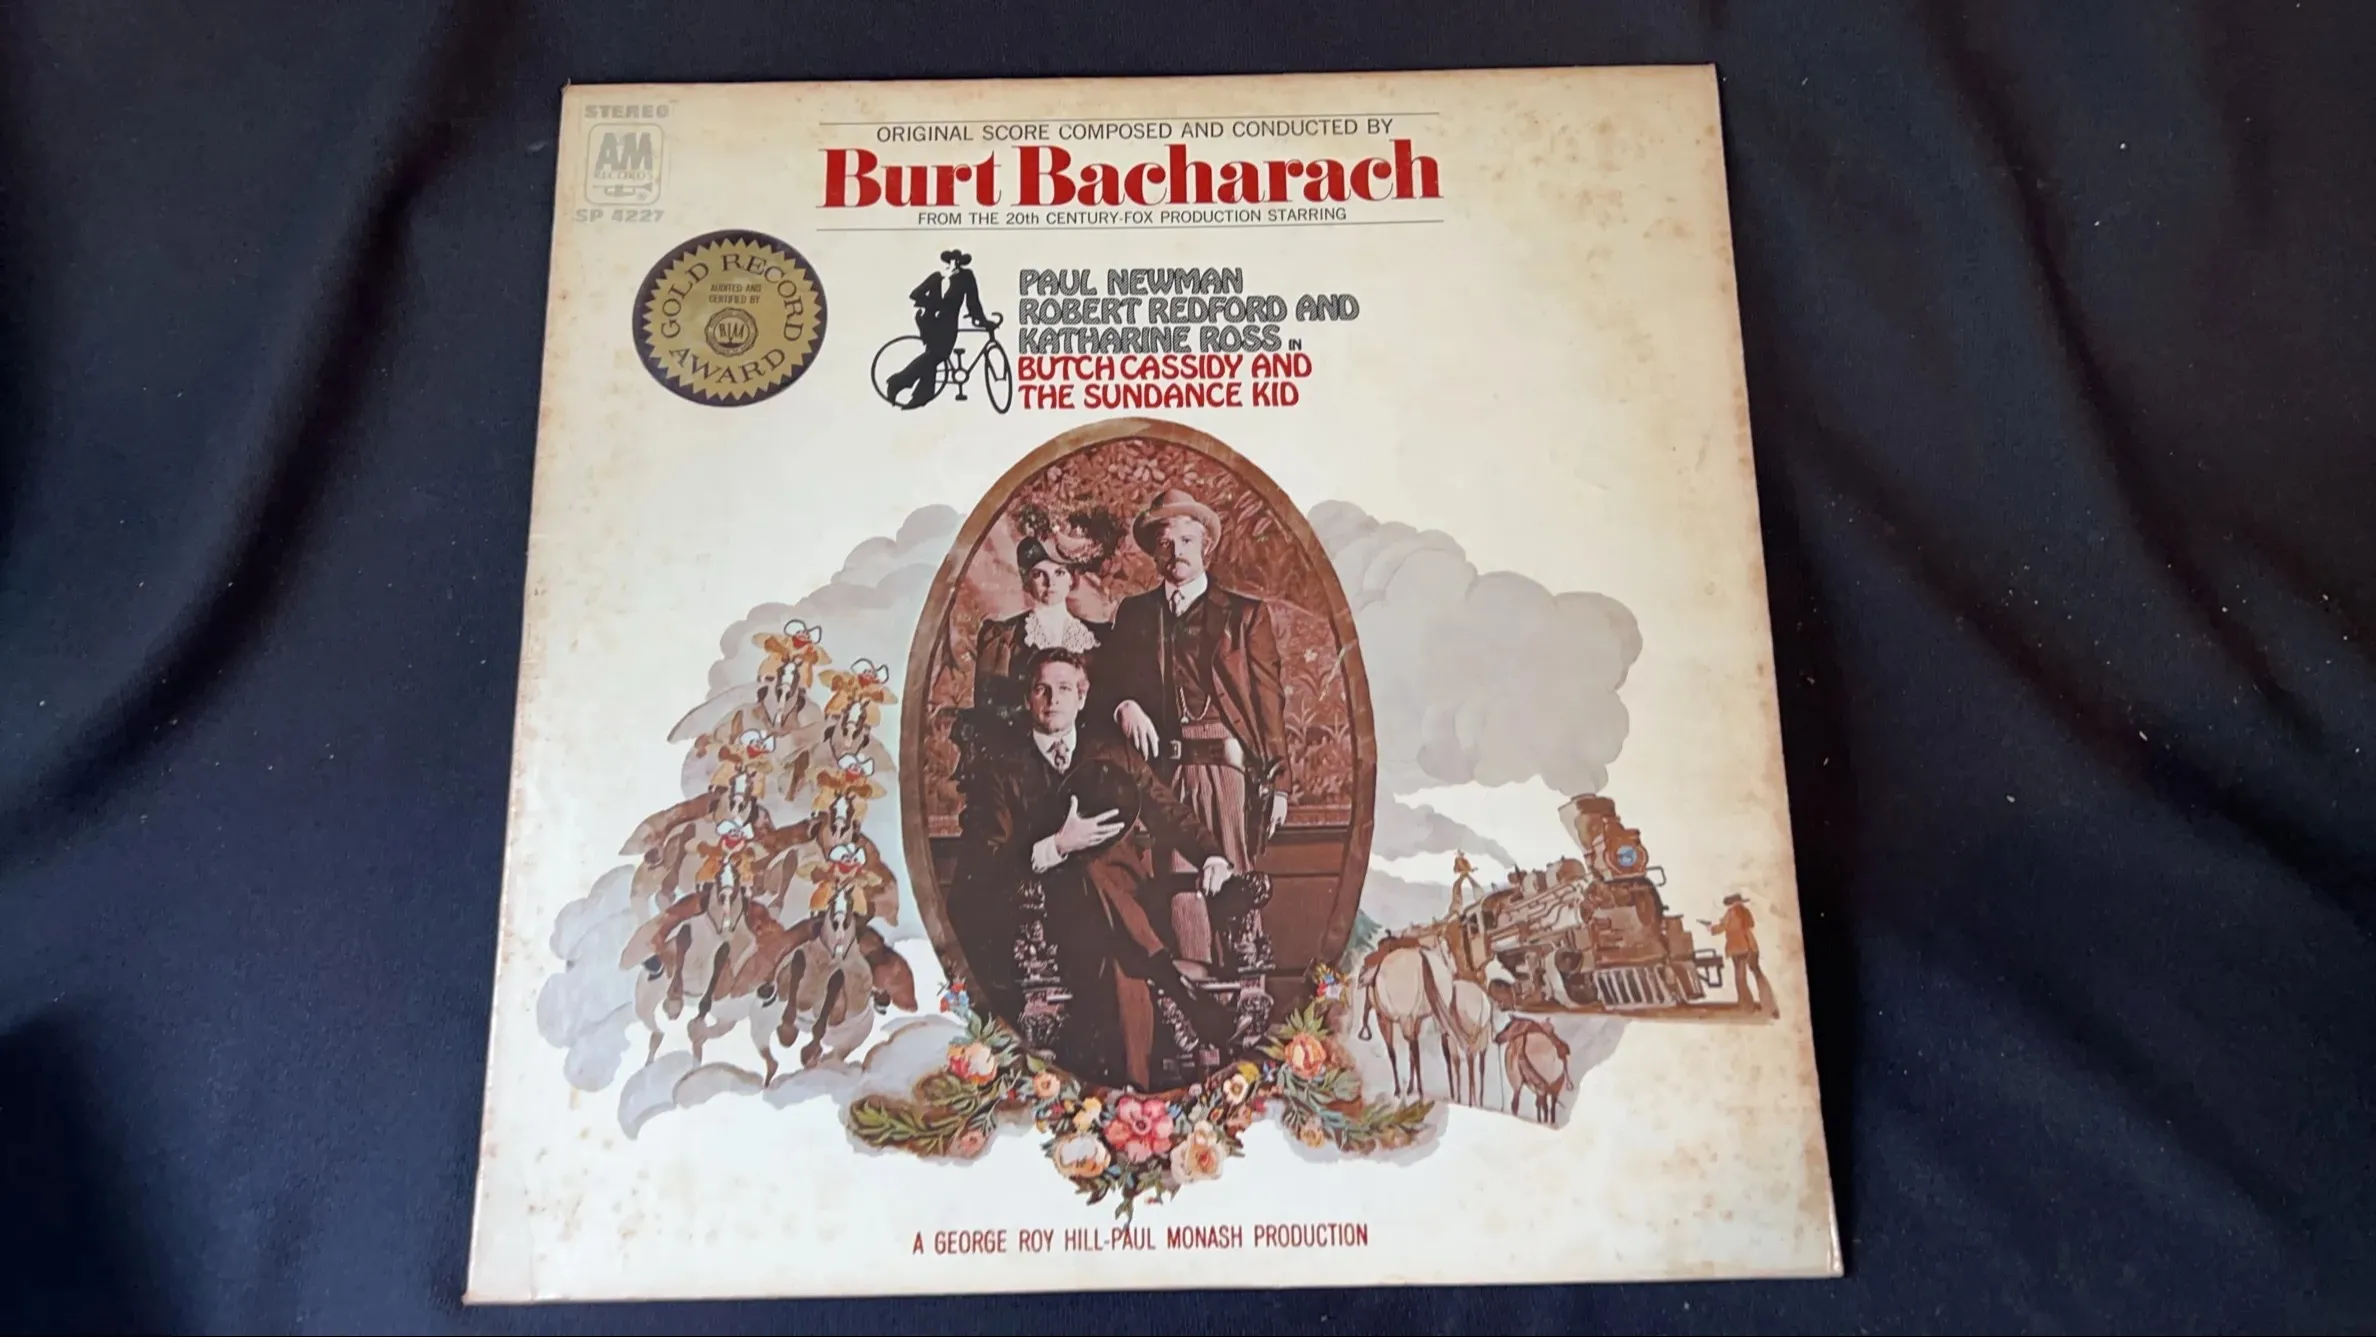 STEREO
AM
RECORDS
SP 4227
ORIGINAL SCORE COMPOSED AND CONDUCTED BY
Burt Bacharach
FROM THE 20th CENTURY-FOX PRODUCTION STARRING
GOLD RECORD
AUDITED AND
CERTIFIED BY
RIAA
AWARD
PAUL NEWMAN
ROBERT REDFORD AND
KATHARINE ROSS IN
BUTCH CASSIDY AND
THE SUNDANCE KID
A GEORGE ROY HILL-PAUL MONASH PRODUCTION